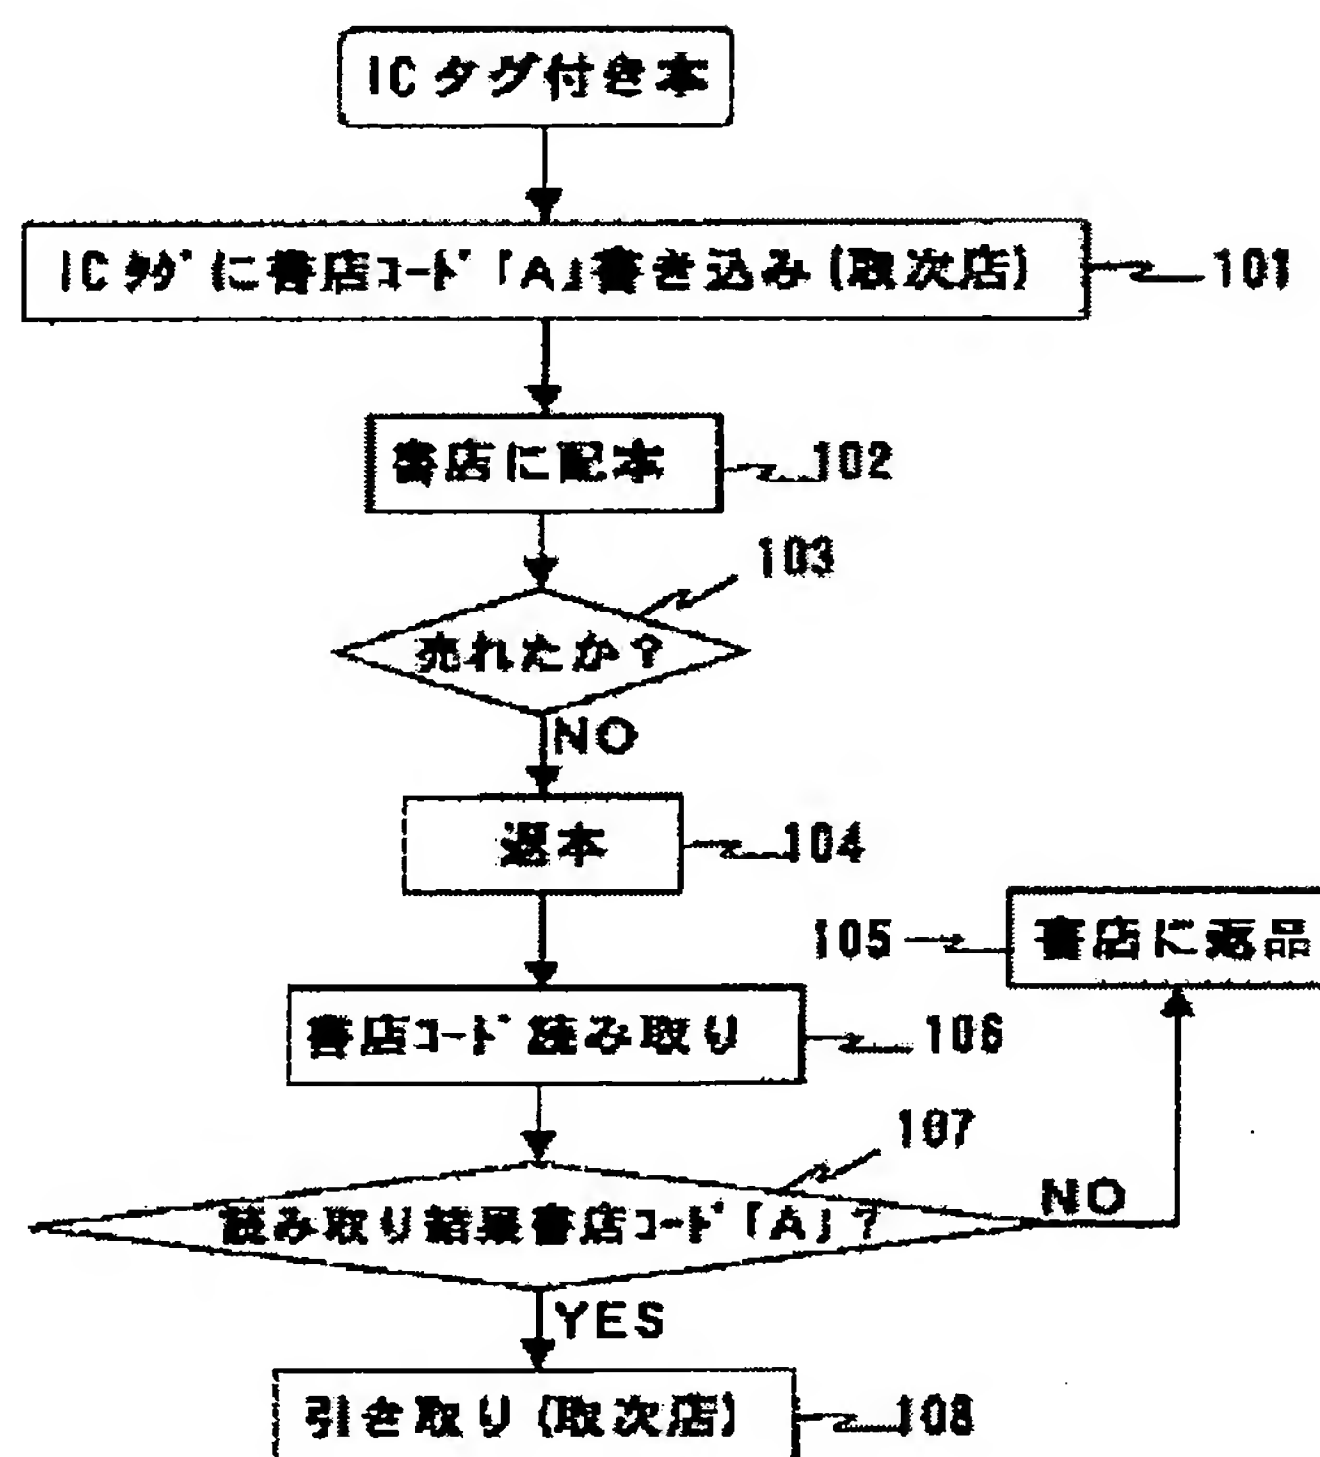 ICタグ付き本
ICﾀｸﾞに書店ｺｰﾄﾞ「A」書き込み(取次店)
101
書店に配本
102
103
売れたか?
NO
返本
104
105
書店に返品
書店ｺｰﾄﾞ読み取り
106
107
読み取り結果書店ｺｰﾄﾞ「A」?
NO
YES
引き取り(取次店)
108